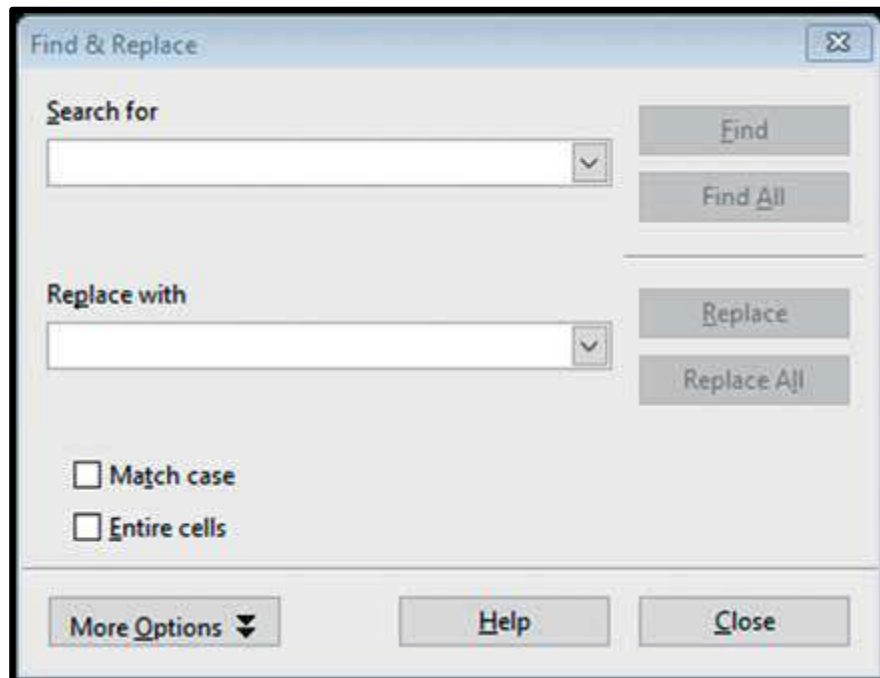 Find & Replace
Search for
Find
Find All
Replace with
Replace
Replace All
Match case
Entire cells
More Options
Help
Close